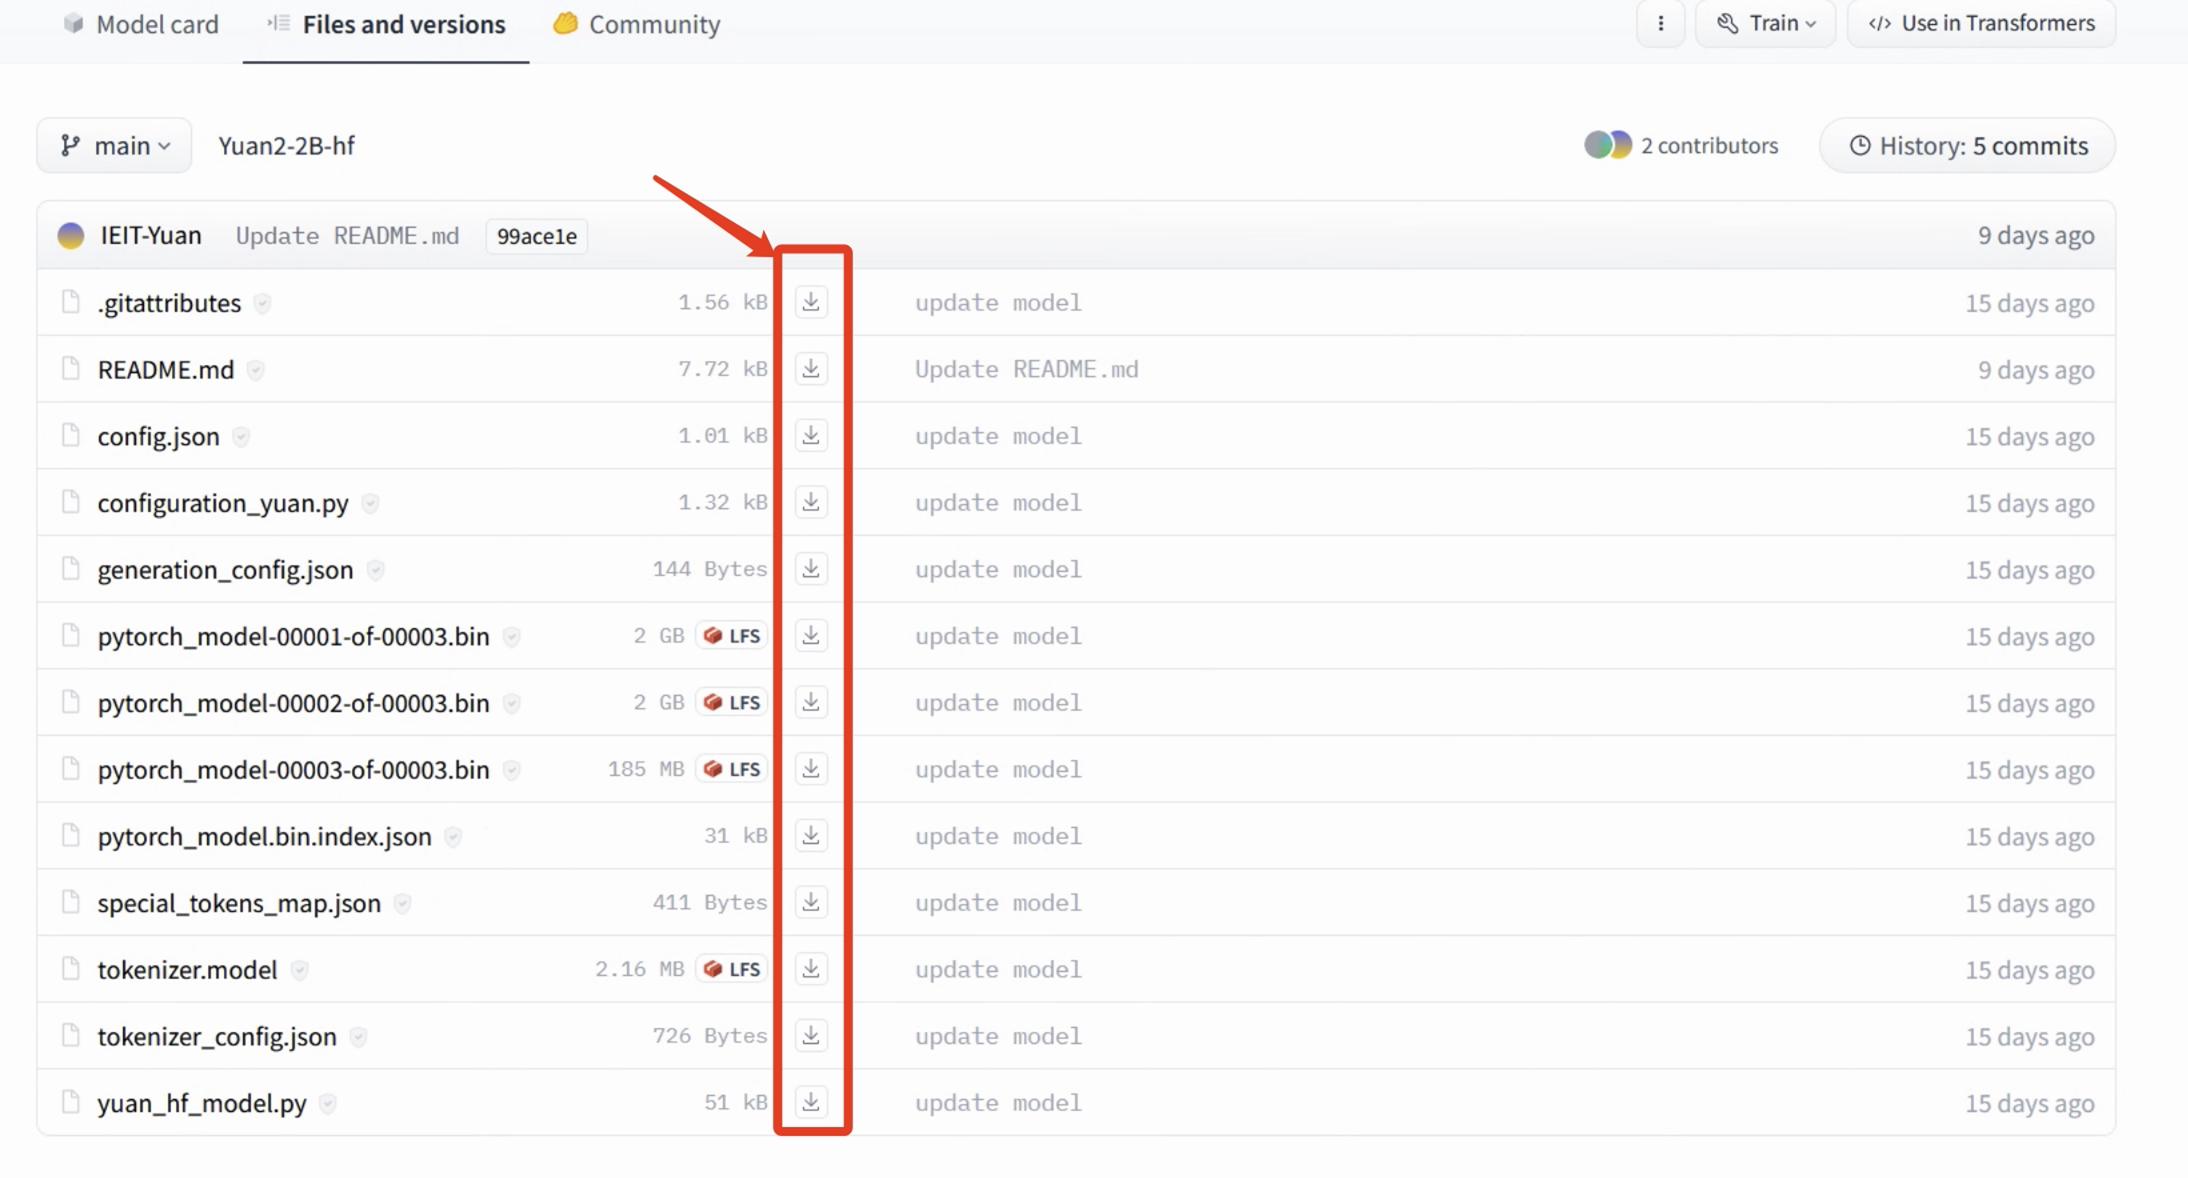 Model card Files and versions Community Train Use in Transformers
main Yuan2-2B-hf 2 contributors History: 5 commits
IEIT-Yuan Update README.md 99ace1e 9 days ago
.gitattributes 1.56 kB update model 15 days ago
README.md 7.72 kB Update README.md 9 days ago
config.json 1.01 kB update model 15 days ago
configuration_yuan.py 1.32 kB update model 15 days ago
generation_config.json 144 Bytes update model 15 days ago
pytorch_model-00001-of-00003.bin 2 GB LFS update model 15 days ago
pytorch_model-00002-of-00003.bin 2 GB LFS update model 15 days ago
pytorch_model-00003-of-00003.bin 185 MB LFS update model 15 days ago
pytorch_model.bin.index.json 31 kB update model 15 days ago
special_tokens_map.json 411 Bytes update model 15 days ago
tokenizer.model 2.16 MB LFS update model 15 days ago
tokenizer_config.json 726 Bytes update model 15 days ago
yuan_hf_model.py 51 kB update model 15 days ago